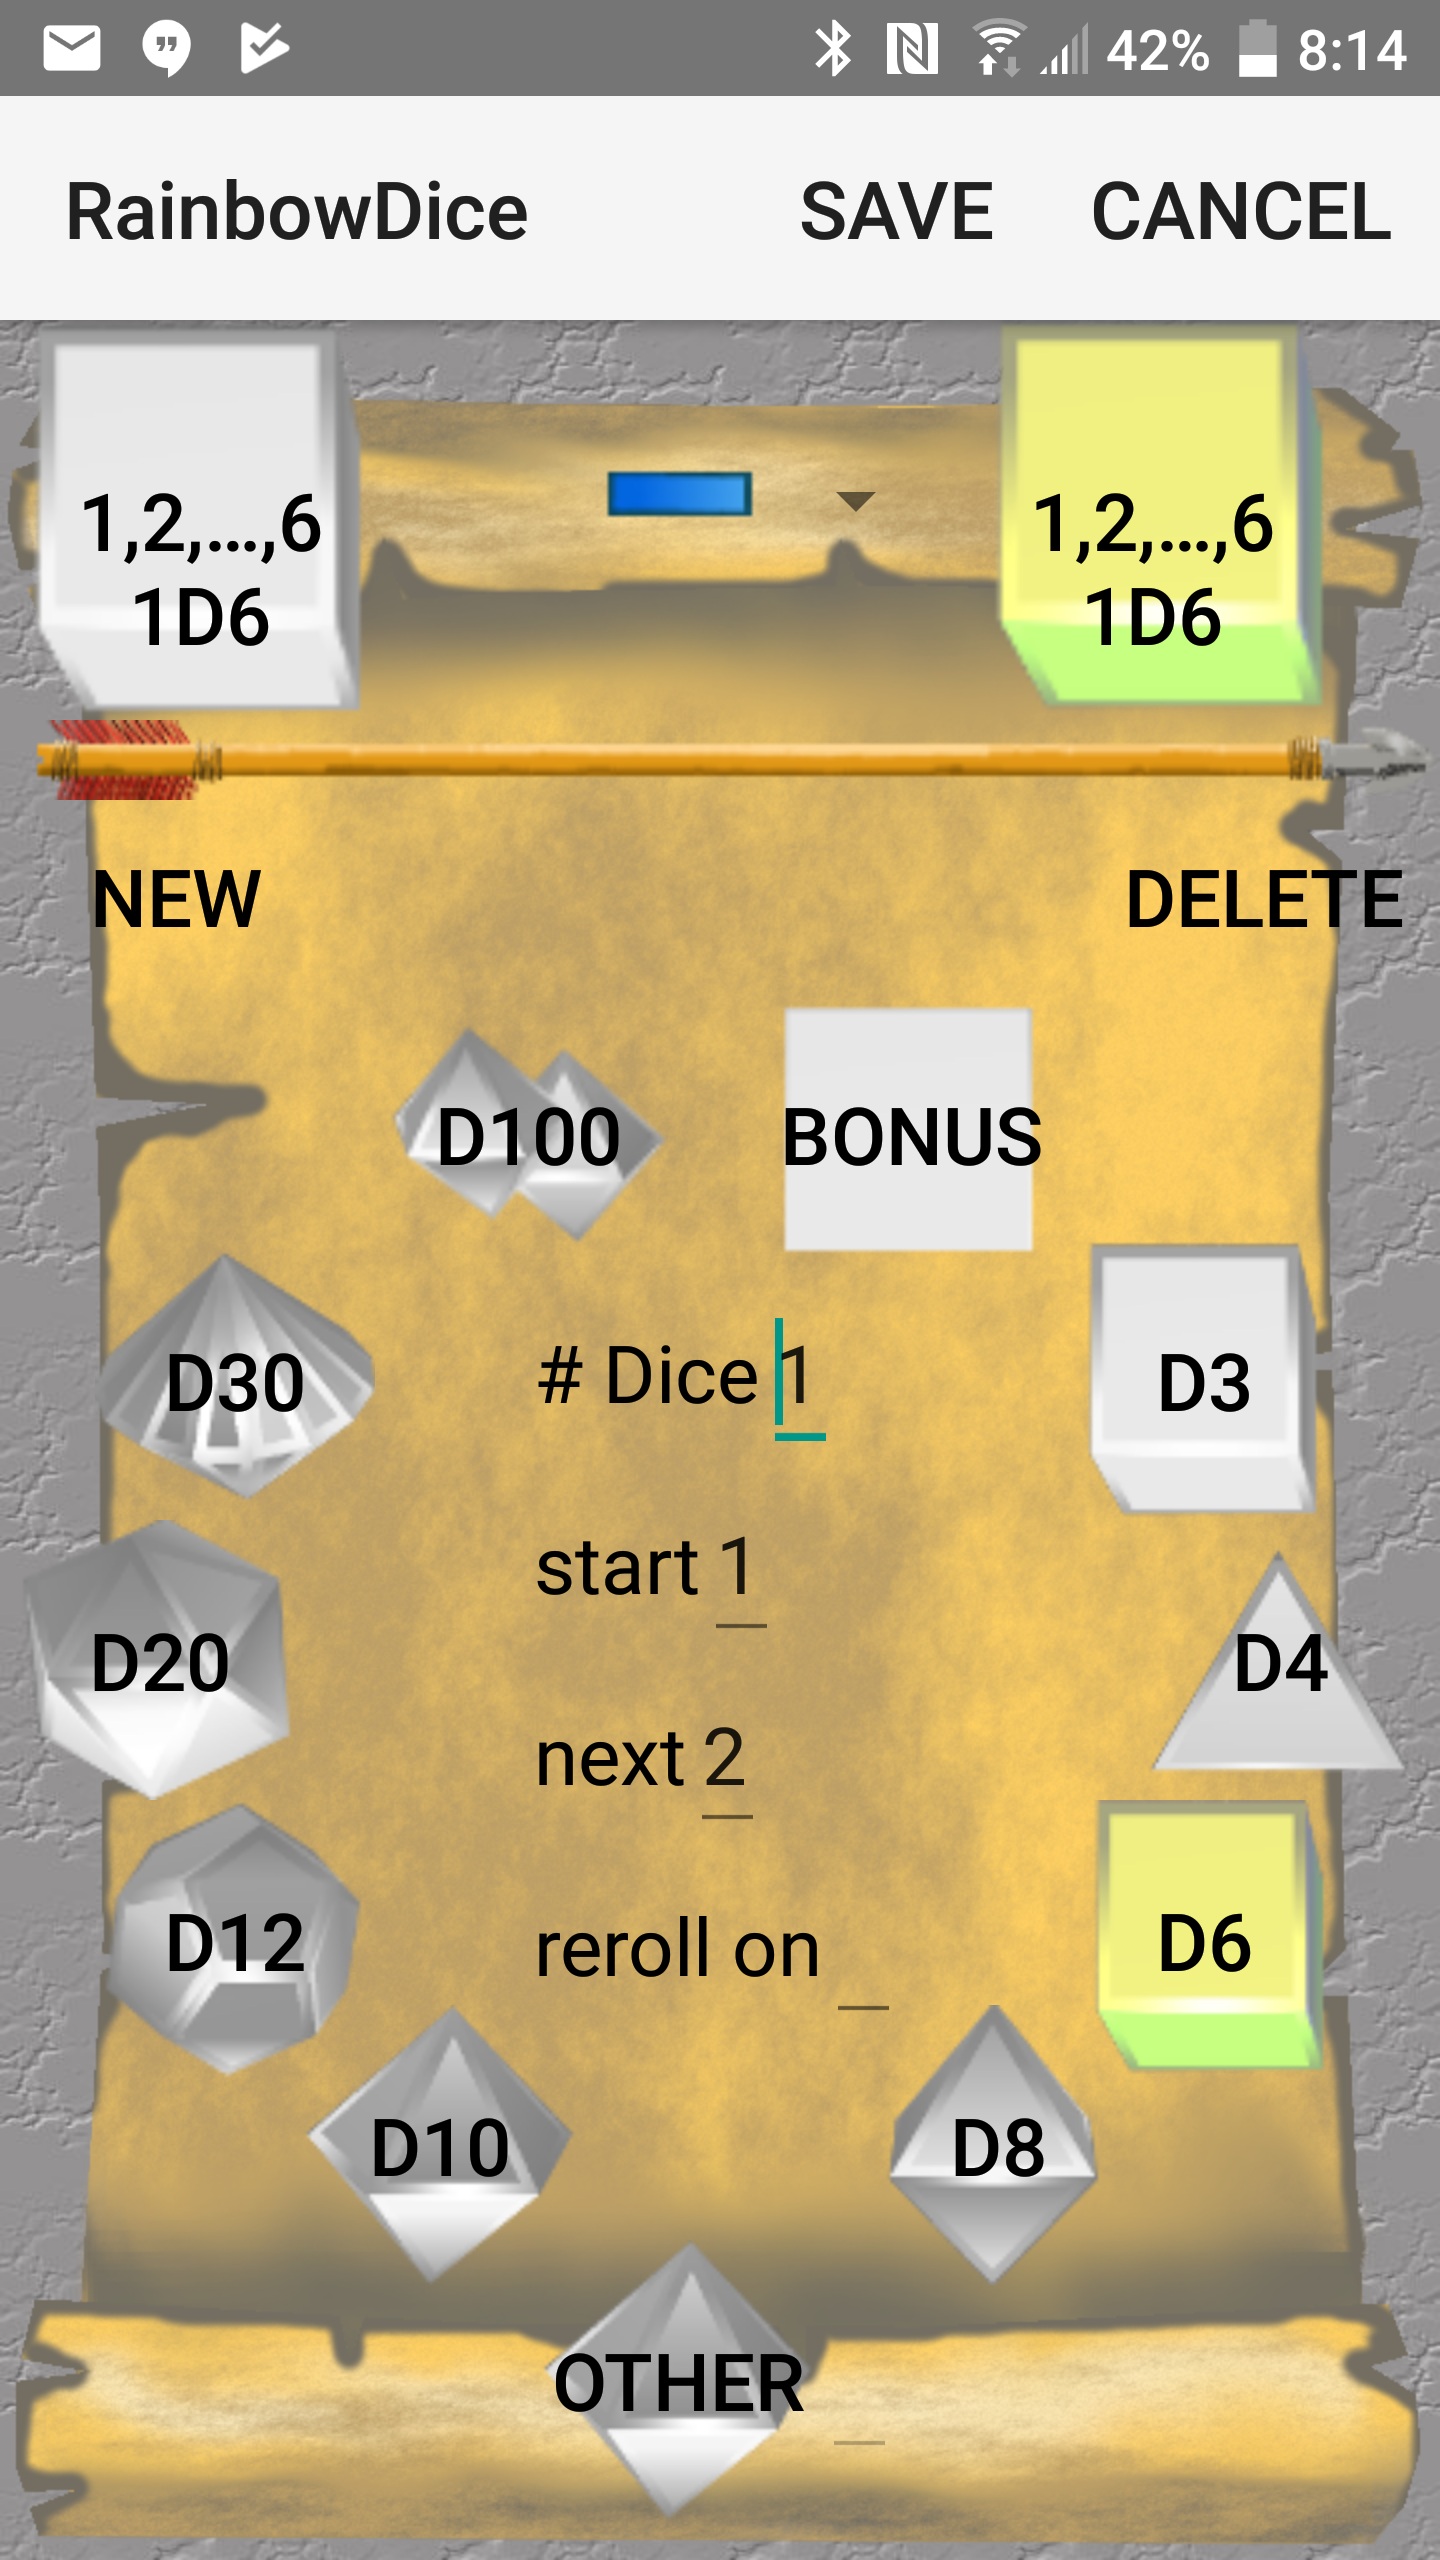 42% 8:14
RainbowDice SAVE CANCEL
1,2,...,6
1D6
1,2,...,6
1D6
NEW DELETE
D100 BONUS
D30 # Dice 1 D3
start 1
D20 D4
next 2
D12 reroll on D6
D10 D8
OTHER